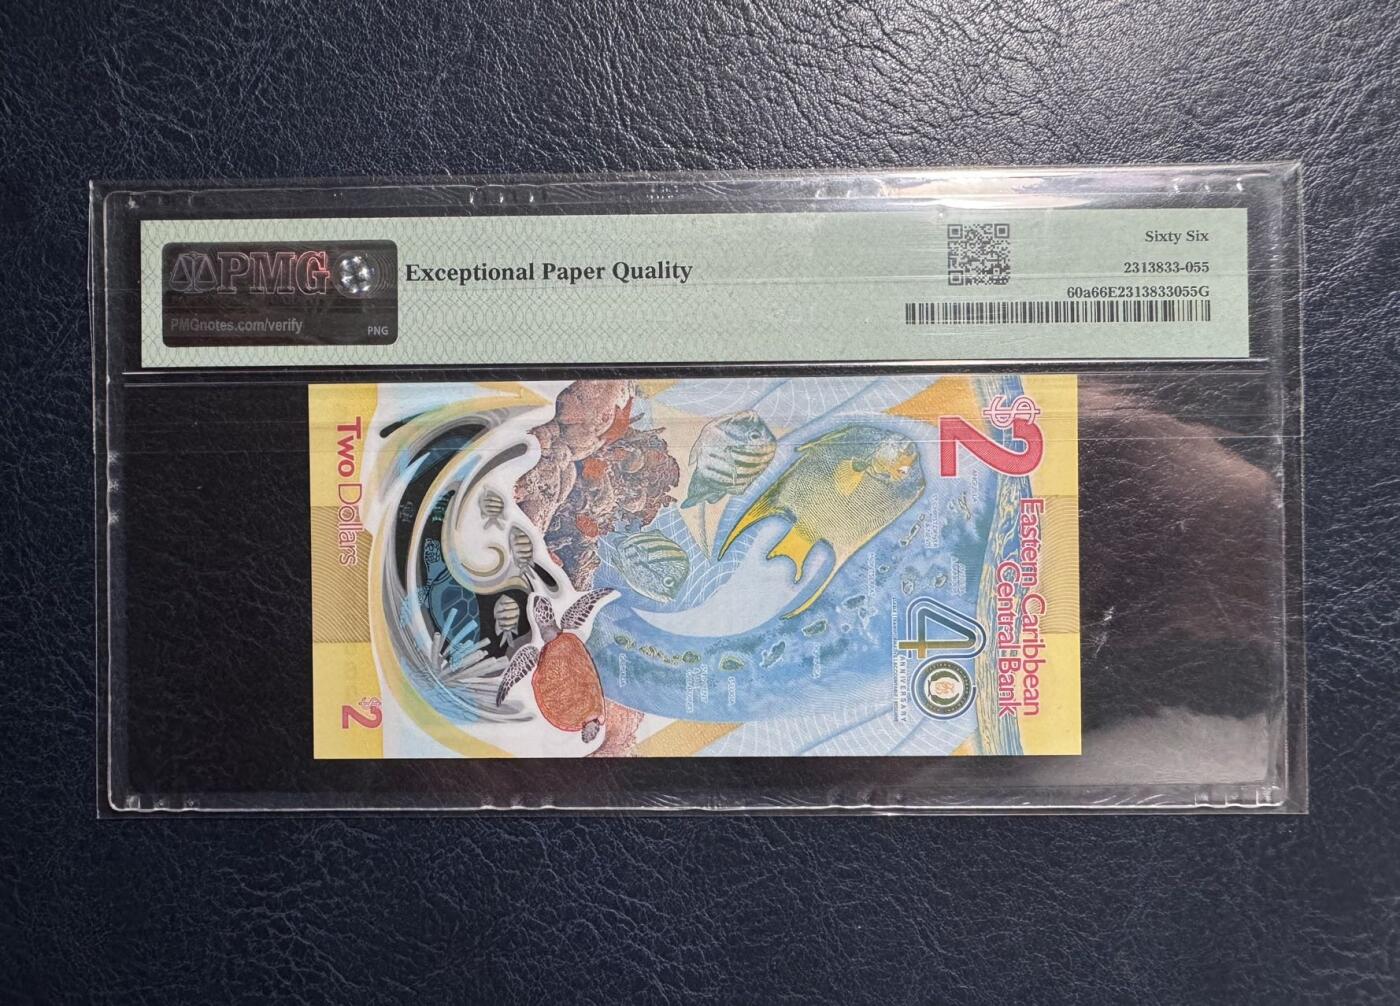 PMG
PMGnotes.com/verify
PNG
Exceptional Paper Quality
Sixty Six
2313833-055
60a66E2313833055G
$2
Eastern Caribbean
Central Bank
40
ANNIVERSARY
Two Dollars
$2